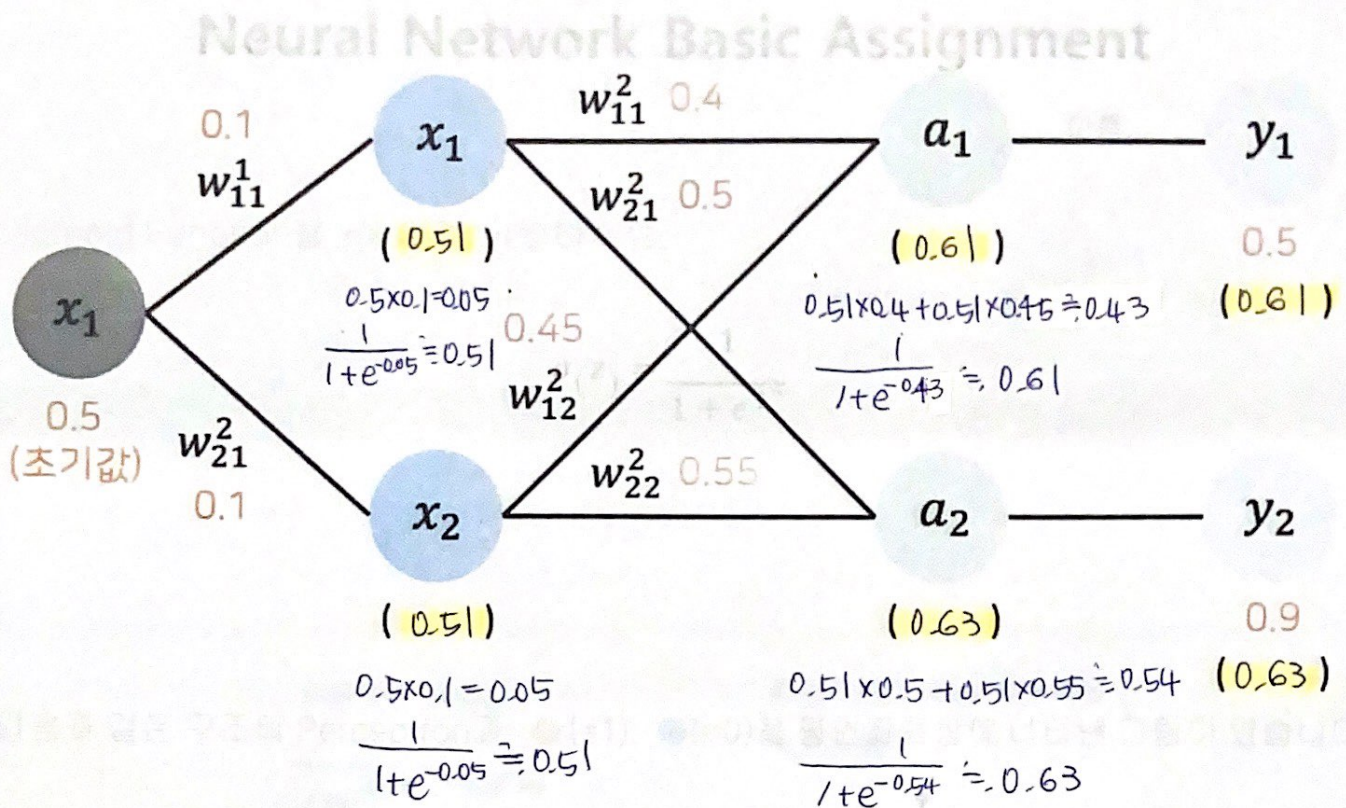 Neural Network Basic Assignment
0.1
w¹₁₁
x₁
w²₁₁ 0.4
a₁
y₁
w²₂₁ 0.5
(0.51)
(0.61)
0.5
x₁
0.5×0.1=0.05
0.51×0.4+0.51×0.45≒0.43
(0.61)
0.45
1/(1+e^-0.05) ≒0.51
1/(1+e^-0.43) ≒ 0.61
w²₁₂
0.5
(초기값)
w²₂₁
0.1
w²₂₂ 0.55
x₂
a₂
y₂
(0.51)
(0.63)
0.9
0.5×0.1=0.05
0.51×0.5+0.51×0.55≒0.54
(0.63)
1/(1+e^-0.05) ≒0.51
1/(1+e^-0.54) ≒ 0.63